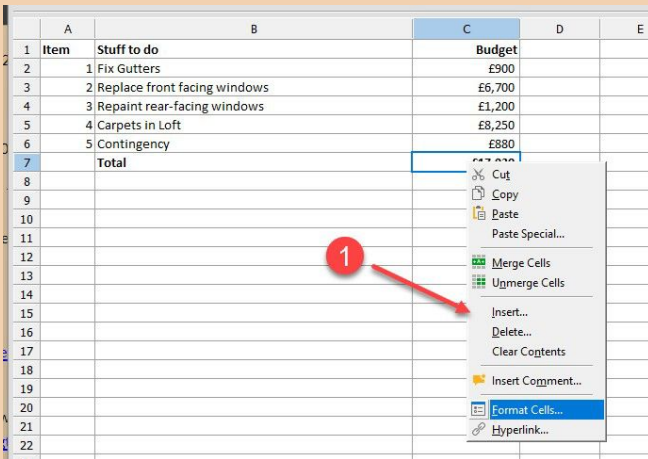 A B C D E
1 Item Stuff to do Budget
2 1 Fix Gutters £900
3 2 Replace front facing windows £6,700
4 3 Repaint rear-facing windows £1,200
5 4 Carpets in Loft £8,250
6 5 Contingency £880
7 Total £17,930
8
Cut
9
Copy
10
Paste
11
Paste Special...
12
Merge Cells
1
13
Unmerge Cells
14
15
Insert...
16
Delete...
17
Clear Contents
18
19
Insert Comment...
20
Format Cells...
21
Hyperlink...
22